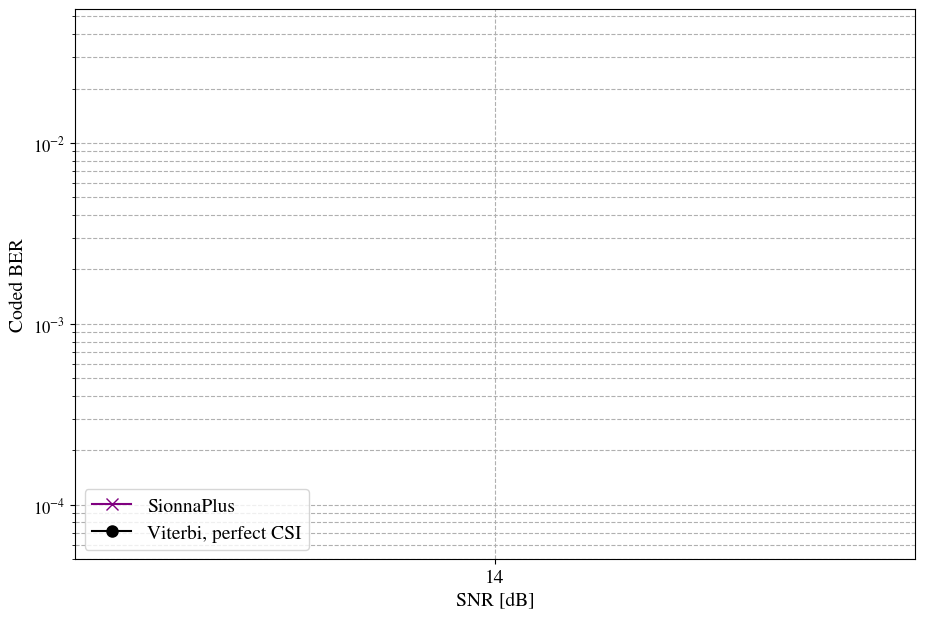 10⁻²
10⁻³
10⁻⁴
Coded BER
SionnaPlus
Viterbi, perfect CSI
14
SNR [dB]